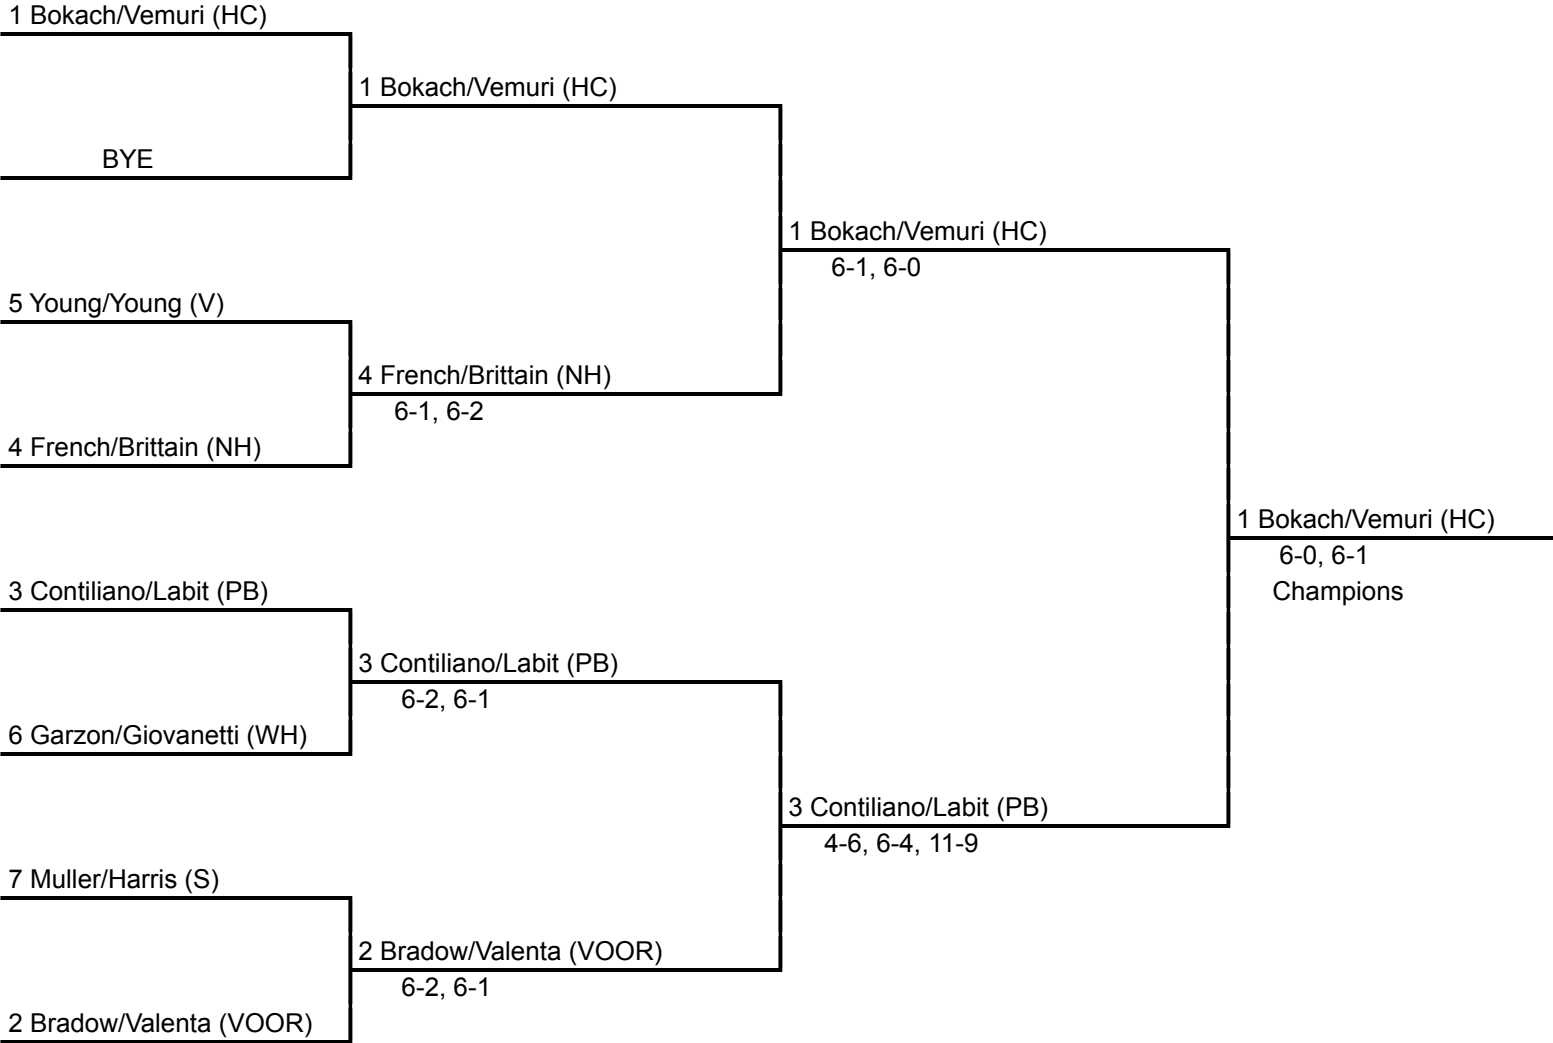 1 Bokach/Vemuri (HC)
1 Bokach/Vemuri (HC)
BYE
1 Bokach/Vemuri (HC)
6-1, 6-0
5 Young/Young (V)
4 French/Brittain (NH)
6-1, 6-2
4 French/Brittain (NH)
1 Bokach/Vemuri (HC)
6-0, 6-1
Champions
3 Contiliano/Labit (PB)
3 Contiliano/Labit (PB)
6-2, 6-1
6 Garzon/Giovanetti (WH)
3 Contiliano/Labit (PB)
4-6, 6-4, 11-9
7 Muller/Harris (S)
2 Bradow/Valenta (VOOR)
6-2, 6-1
2 Bradow/Valenta (VOOR)